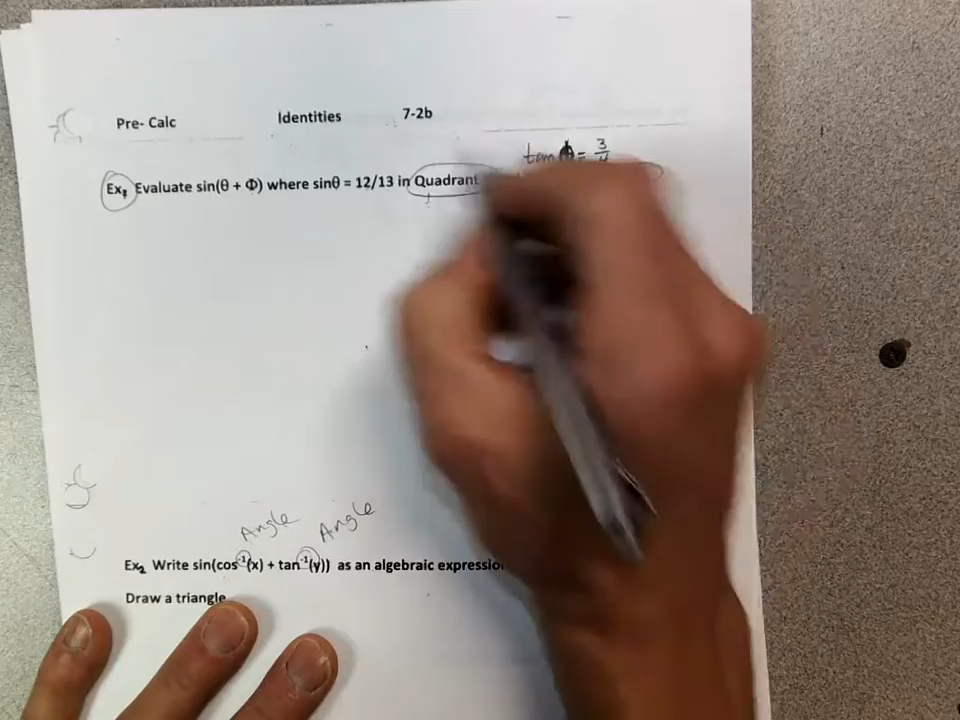 Pre- Calc Identities 7-2b
tan Φ = 3/4
Ex1 Evaluate sin(θ + Φ) where sinθ = 12/13 in Quadrant
Angle Angle
Ex2 Write sin(cos⁻¹(x) + tan⁻¹(y)) as an algebraic
Draw a triangle